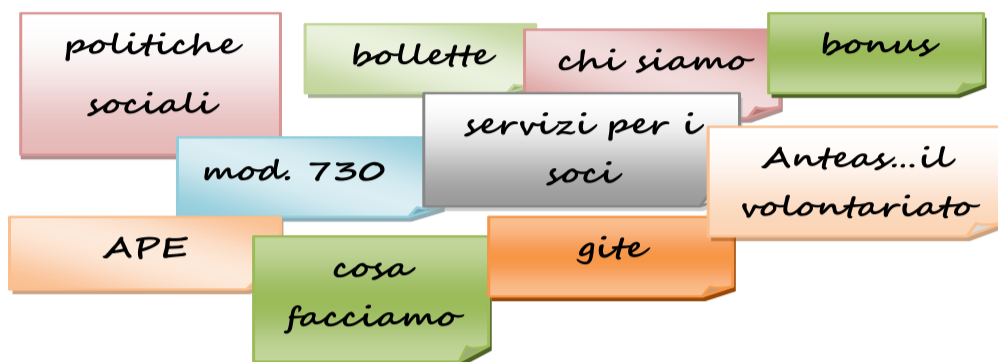 politiche
sociali
bollette
chi siamo
bonus
mod. 730
servizi per i
soci
Anteas...il
volontariato
APE
cosa
facciamo
gite